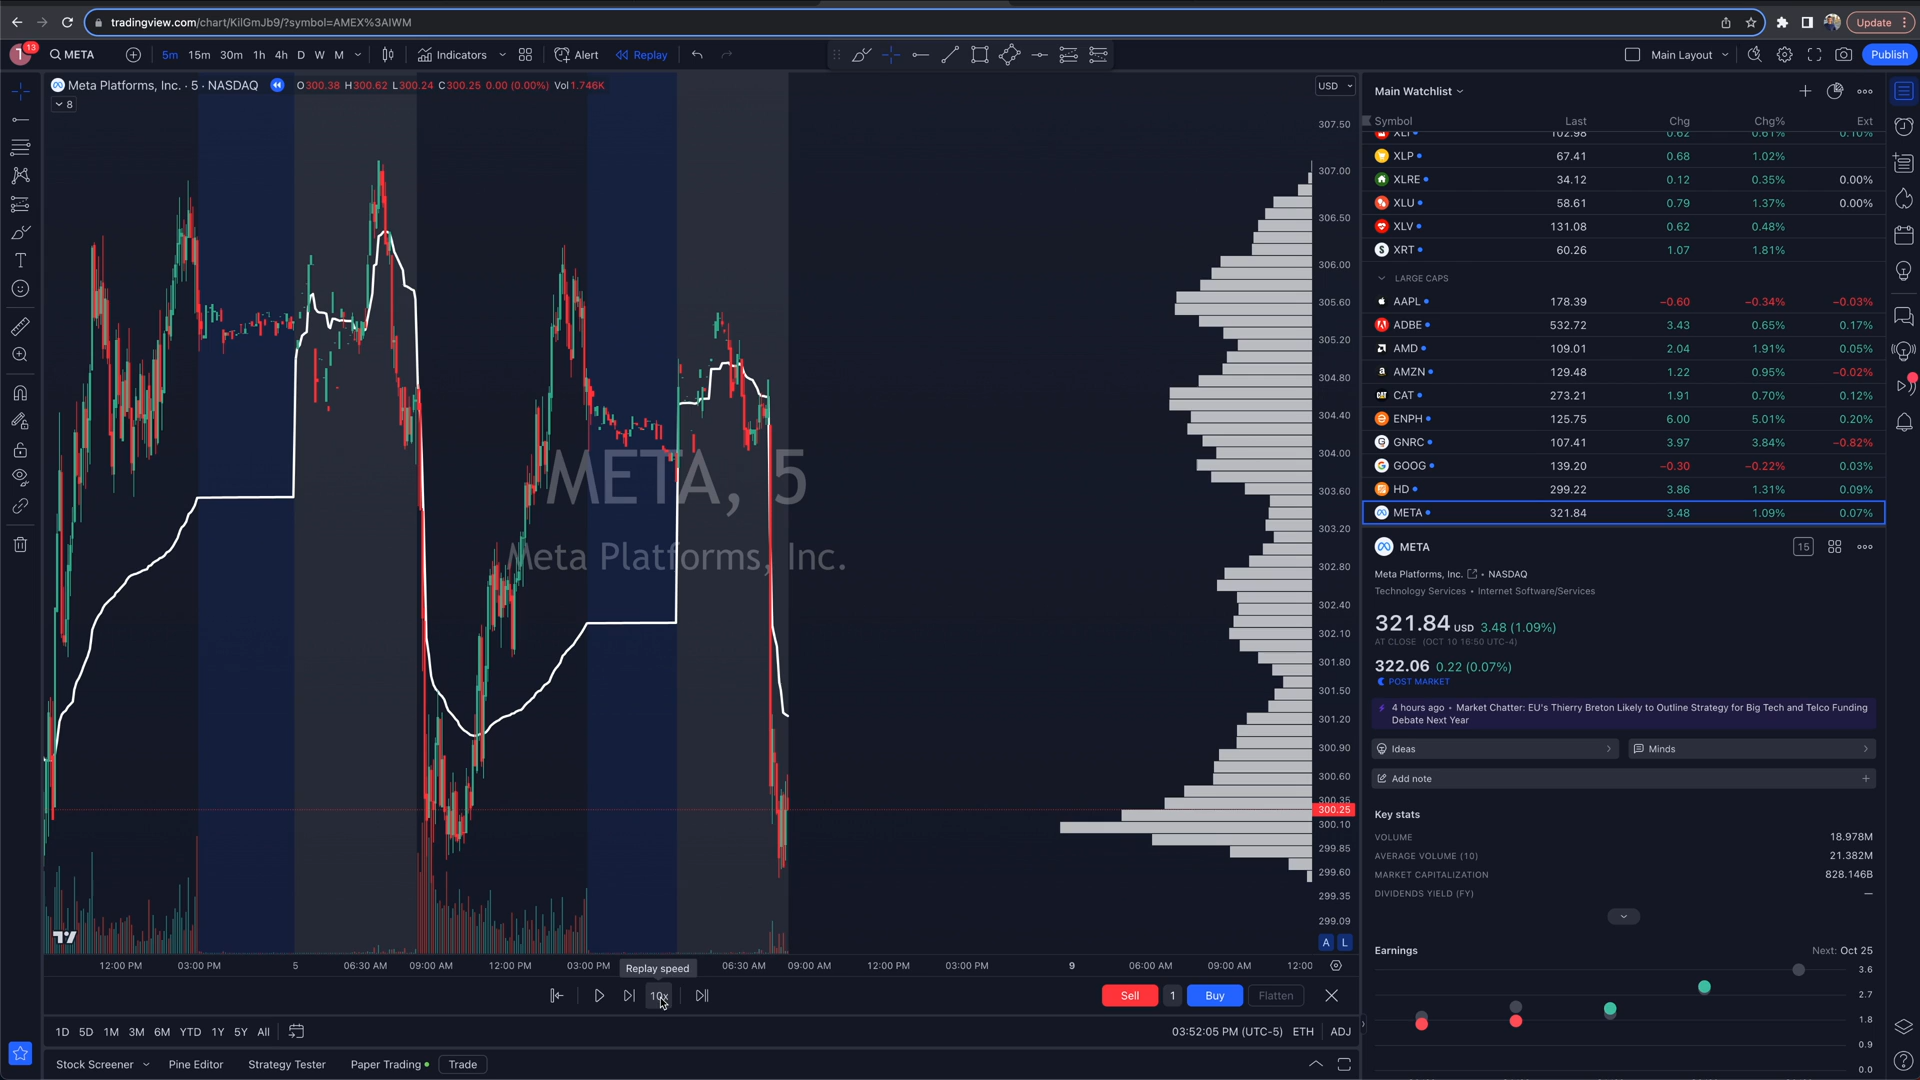 tradingview.com/chart/KilGmJb9/?symbol=AMEX%3AIWM
Update
13
META
5m 15m 30m 1h 4h D W M
Indicators
Alert
Replay
Main Layout
Publish
Meta Platforms, Inc. · 5 · NASDAQ
O300.38 H300.62 L300.24 C300.25 0.00 (0.00%) Vol1.746K
8
USD
307.50
307.00
306.50
306.00
305.60
305.20
304.80
304.40
304.00
303.60
303.20
302.80
302.40
302.10
301.80
301.50
301.20
300.90
300.60
300.35
300.25
300.10
299.85
299.60
299.35
299.09
A L
META, 5
Meta Platforms, Inc.
12:00 PM 03:00 PM 5 06:30 AM 09:00 AM 12:00 PM 03:00 PM 06:30 AM 09:00 AM 12:00 PM 03:00 PM 9 06:00 AM 09:00 AM 12:00
Replay speed
10x
Sell 1 Buy Flatten
1D 5D 1M 3M 6M YTD 1Y 5Y All
03:52:05 PM (UTC-5) ETH ADJ
Stock Screener Pine Editor Strategy Tester Paper Trading Trade
Main Watchlist
Symbol Last Chg Chg% Ext
XLI 102.98 0.62 0.61% 0.10%
XLP 67.41 0.68 1.02%
XLRE 34.12 0.12 0.35% 0.00%
XLU 58.61 0.79 1.37% 0.00%
XLV 131.08 0.62 0.48%
XRT 60.26 1.07 1.81%
LARGE CAPS
AAPL 178.39 −0.60 −0.34% −0.03%
ADBE 532.72 3.43 0.65% 0.17%
AMD 109.01 2.04 1.91% 0.05%
AMZN 129.48 1.22 0.95% −0.02%
CAT 273.21 1.91 0.70% 0.12%
ENPH 125.75 6.00 5.01% 0.20%
GNRC 107.41 3.97 3.84% −0.82%
GOOG 139.20 −0.30 −0.22% 0.03%
HD 299.22 3.86 1.31% 0.09%
META 321.84 3.48 1.09% 0.07%
META
15
Meta Platforms, Inc. • NASDAQ
Technology Services • Internet Software/Services
321.84 USD 3.48 (1.09%)
AT CLOSE (OCT 10 16:50 UTC-4)
322.06 0.22 (0.07%)
POST MARKET
4 hours ago • Market Chatter: EU's Thierry Breton Likely to Outline Strategy for Big Tech and Telco Funding
Debate Next Year
Ideas
Minds
Add note
Key stats
VOLUME 18.978M
AVERAGE VOLUME (10) 21.382M
MARKET CAPITALIZATION 828.146B
DIVIDENDS YIELD (FY) —
Earnings Next: Oct 25
3.6
2.7
1.8
0.9
0.0